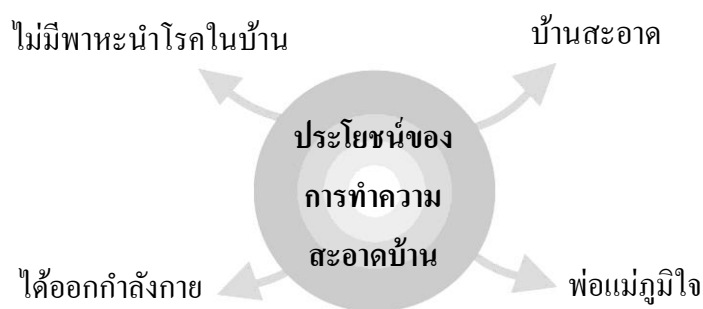 ไม่มีพาหะนำโรคในบ้าน
บ้านสะอาด
ประโยชน์ของ
การทำความ
สะอาดบ้าน
ได้ออกกำลังกาย
พ่อแม่ภูมิใจ